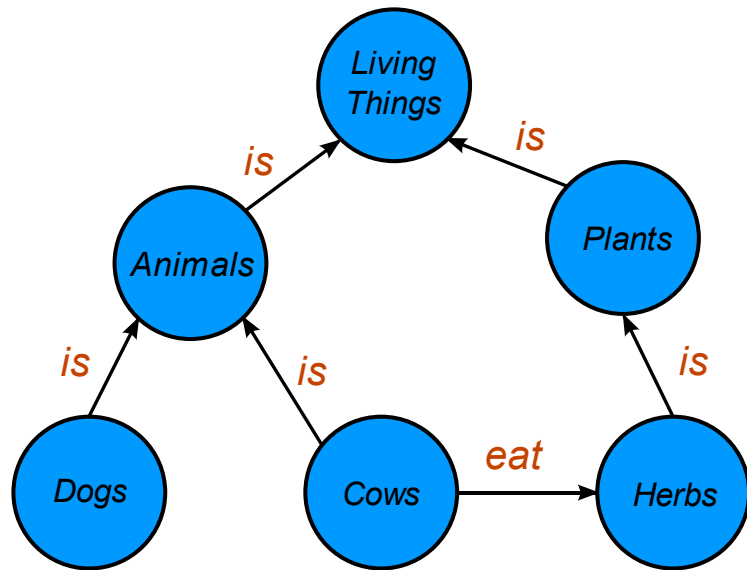 Living
Things
is
is
Animals
Plants
is
is
is
Dogs
Cows
eat
Herbs